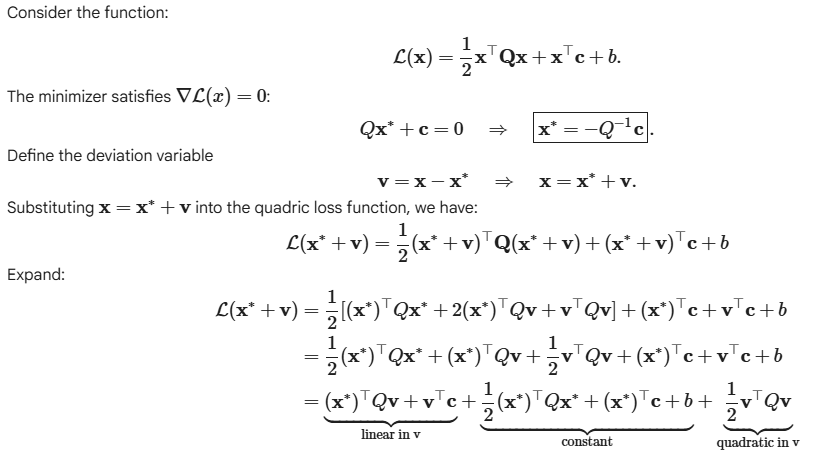 Consider the function:
$\mathcal{L}(\mathbf{x}) = \frac{1}{2}\mathbf{x}^\top \mathbf{Q}\mathbf{x} + \mathbf{x}^\top \mathbf{c} + b.$
The minimizer satisfies $\nabla\mathcal{L}(x) = 0$:
$Q\mathbf{x}^* + \mathbf{c} = 0 \quad \Rightarrow \quad \boxed{\mathbf{x}^* = -Q^{-1}\mathbf{c}}.$
Define the deviation variable
$\mathbf{v} = \mathbf{x} - \mathbf{x}^* \quad \Rightarrow \quad \mathbf{x} = \mathbf{x}^* + \mathbf{v}.$
Substituting $\mathbf{x} = \mathbf{x}^* + \mathbf{v}$ into the quadric loss function, we have:
$\mathcal{L}(\mathbf{x}^* + \mathbf{v}) = \frac{1}{2}(\mathbf{x}^* + \mathbf{v})^\top \mathbf{Q}(\mathbf{x}^* + \mathbf{v}) + (\mathbf{x}^* + \mathbf{v})^\top \mathbf{c} + b$
Expand:
$\mathcal{L}(\mathbf{x}^* + \mathbf{v}) = \frac{1}{2}[(\mathbf{x}^*)^\top Q\mathbf{x}^* + 2(\mathbf{x}^*)^\top Q\mathbf{v} + \mathbf{v}^\top Q\mathbf{v}] + (\mathbf{x}^*)^\top \mathbf{c} + \mathbf{v}^\top \mathbf{c} + b$
$= \frac{1}{2}(\mathbf{x}^*)^\top Q\mathbf{x}^* + (\mathbf{x}^*)^\top Q\mathbf{v} + \frac{1}{2}\mathbf{v}^\top Q\mathbf{v} + (\mathbf{x}^*)^\top \mathbf{c} + \mathbf{v}^\top \mathbf{c} + b$
$= \underbrace{(\mathbf{x}^*)^\top Q\mathbf{v} + \mathbf{v}^\top \mathbf{c}}_{\text{linear in v}} + \underbrace{\frac{1}{2}(\mathbf{x}^*)^\top Q\mathbf{x}^* + (\mathbf{x}^*)^\top \mathbf{c} + b}_{\text{constant}} + \underbrace{\frac{1}{2}\mathbf{v}^\top Q\mathbf{v}}_{\text{quadratic in v}}$